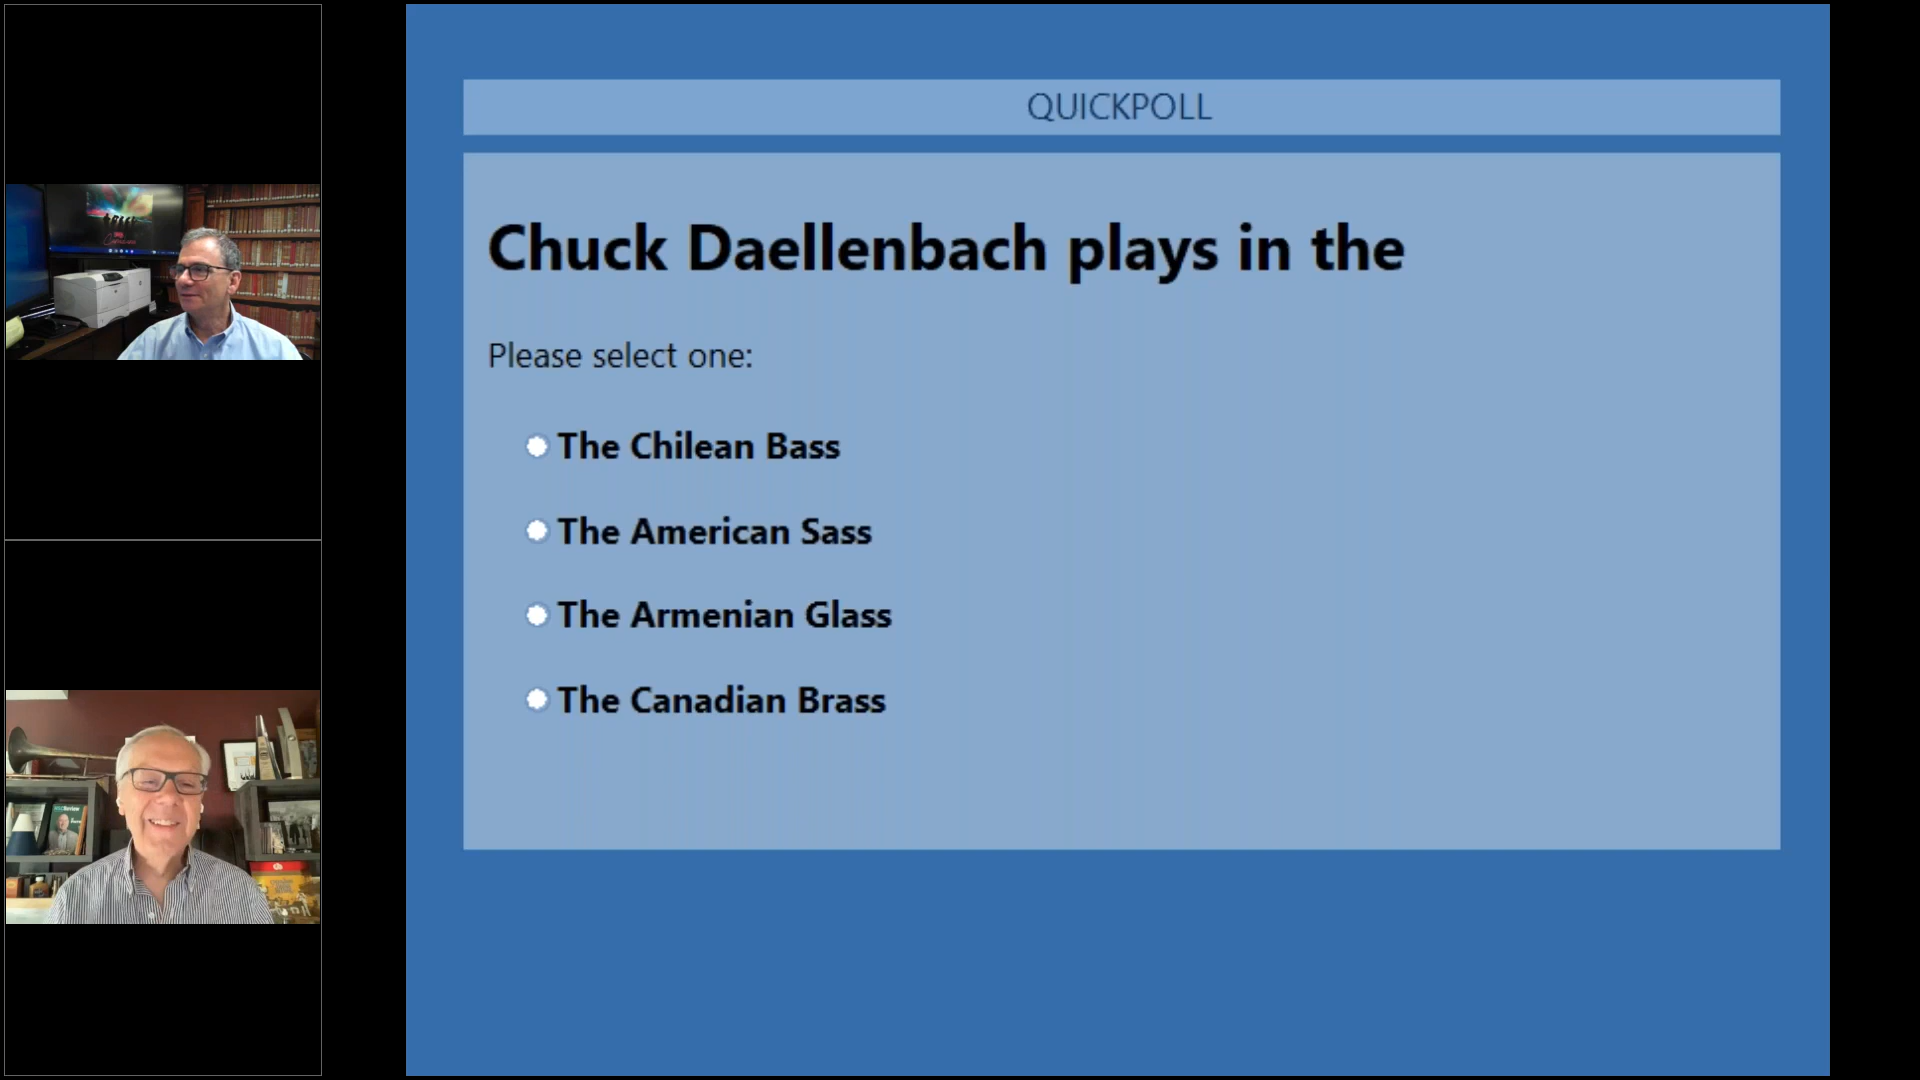 QUICKPOLL
Chuck Daellenbach plays in the
Please select one:
The Chilean Bass
The American Sass
The Armenian Glass
The Canadian Brass